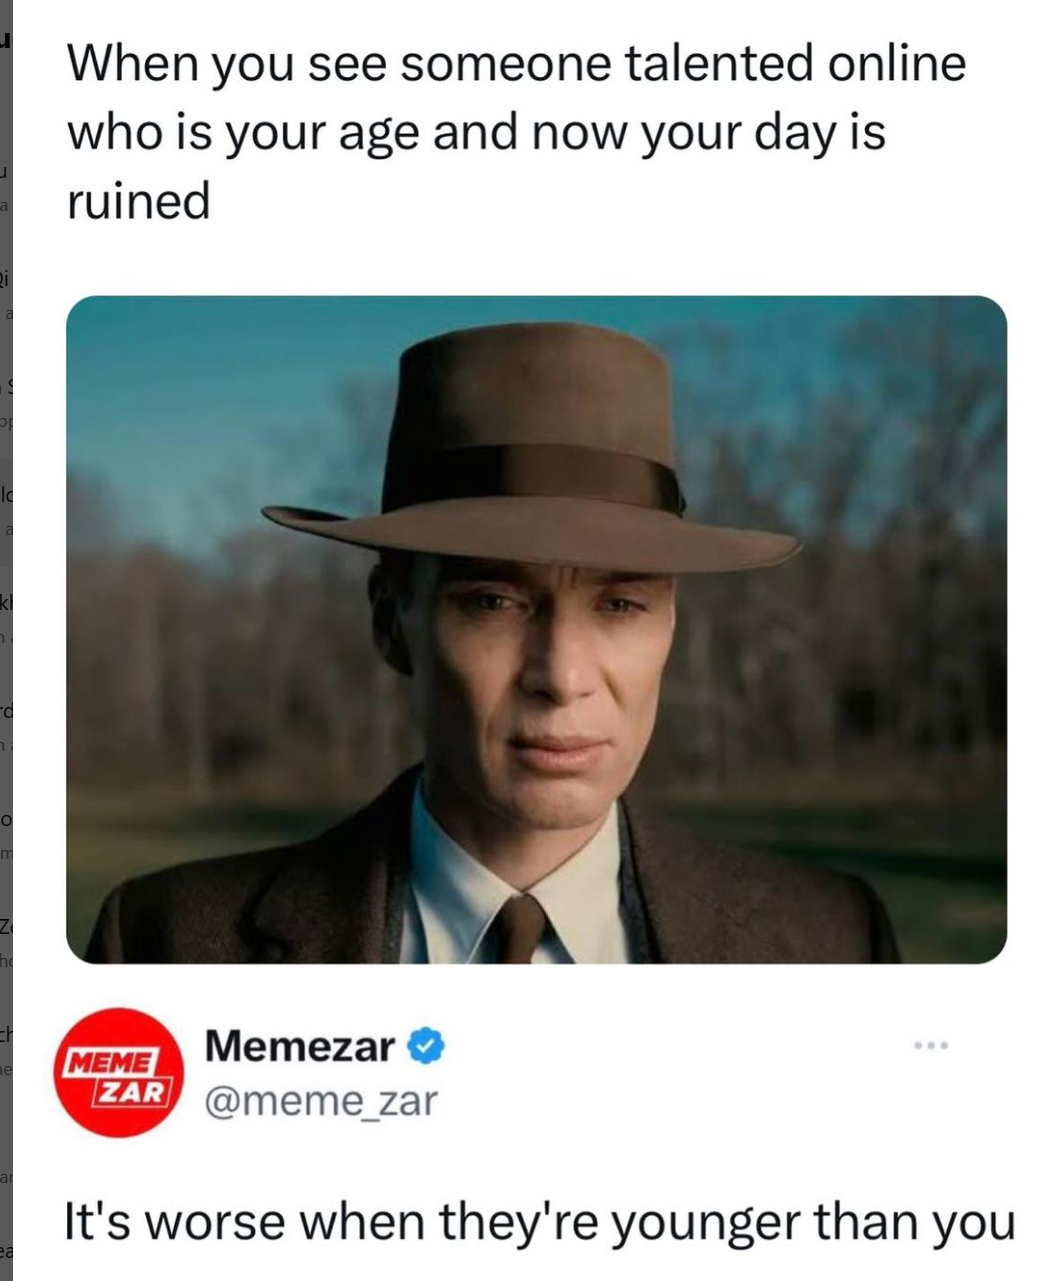 When you see someone talented online
who is your age and now your day is
ruined
MEME
ZAR
Memezar
@meme_zar
It's worse when they're younger than you